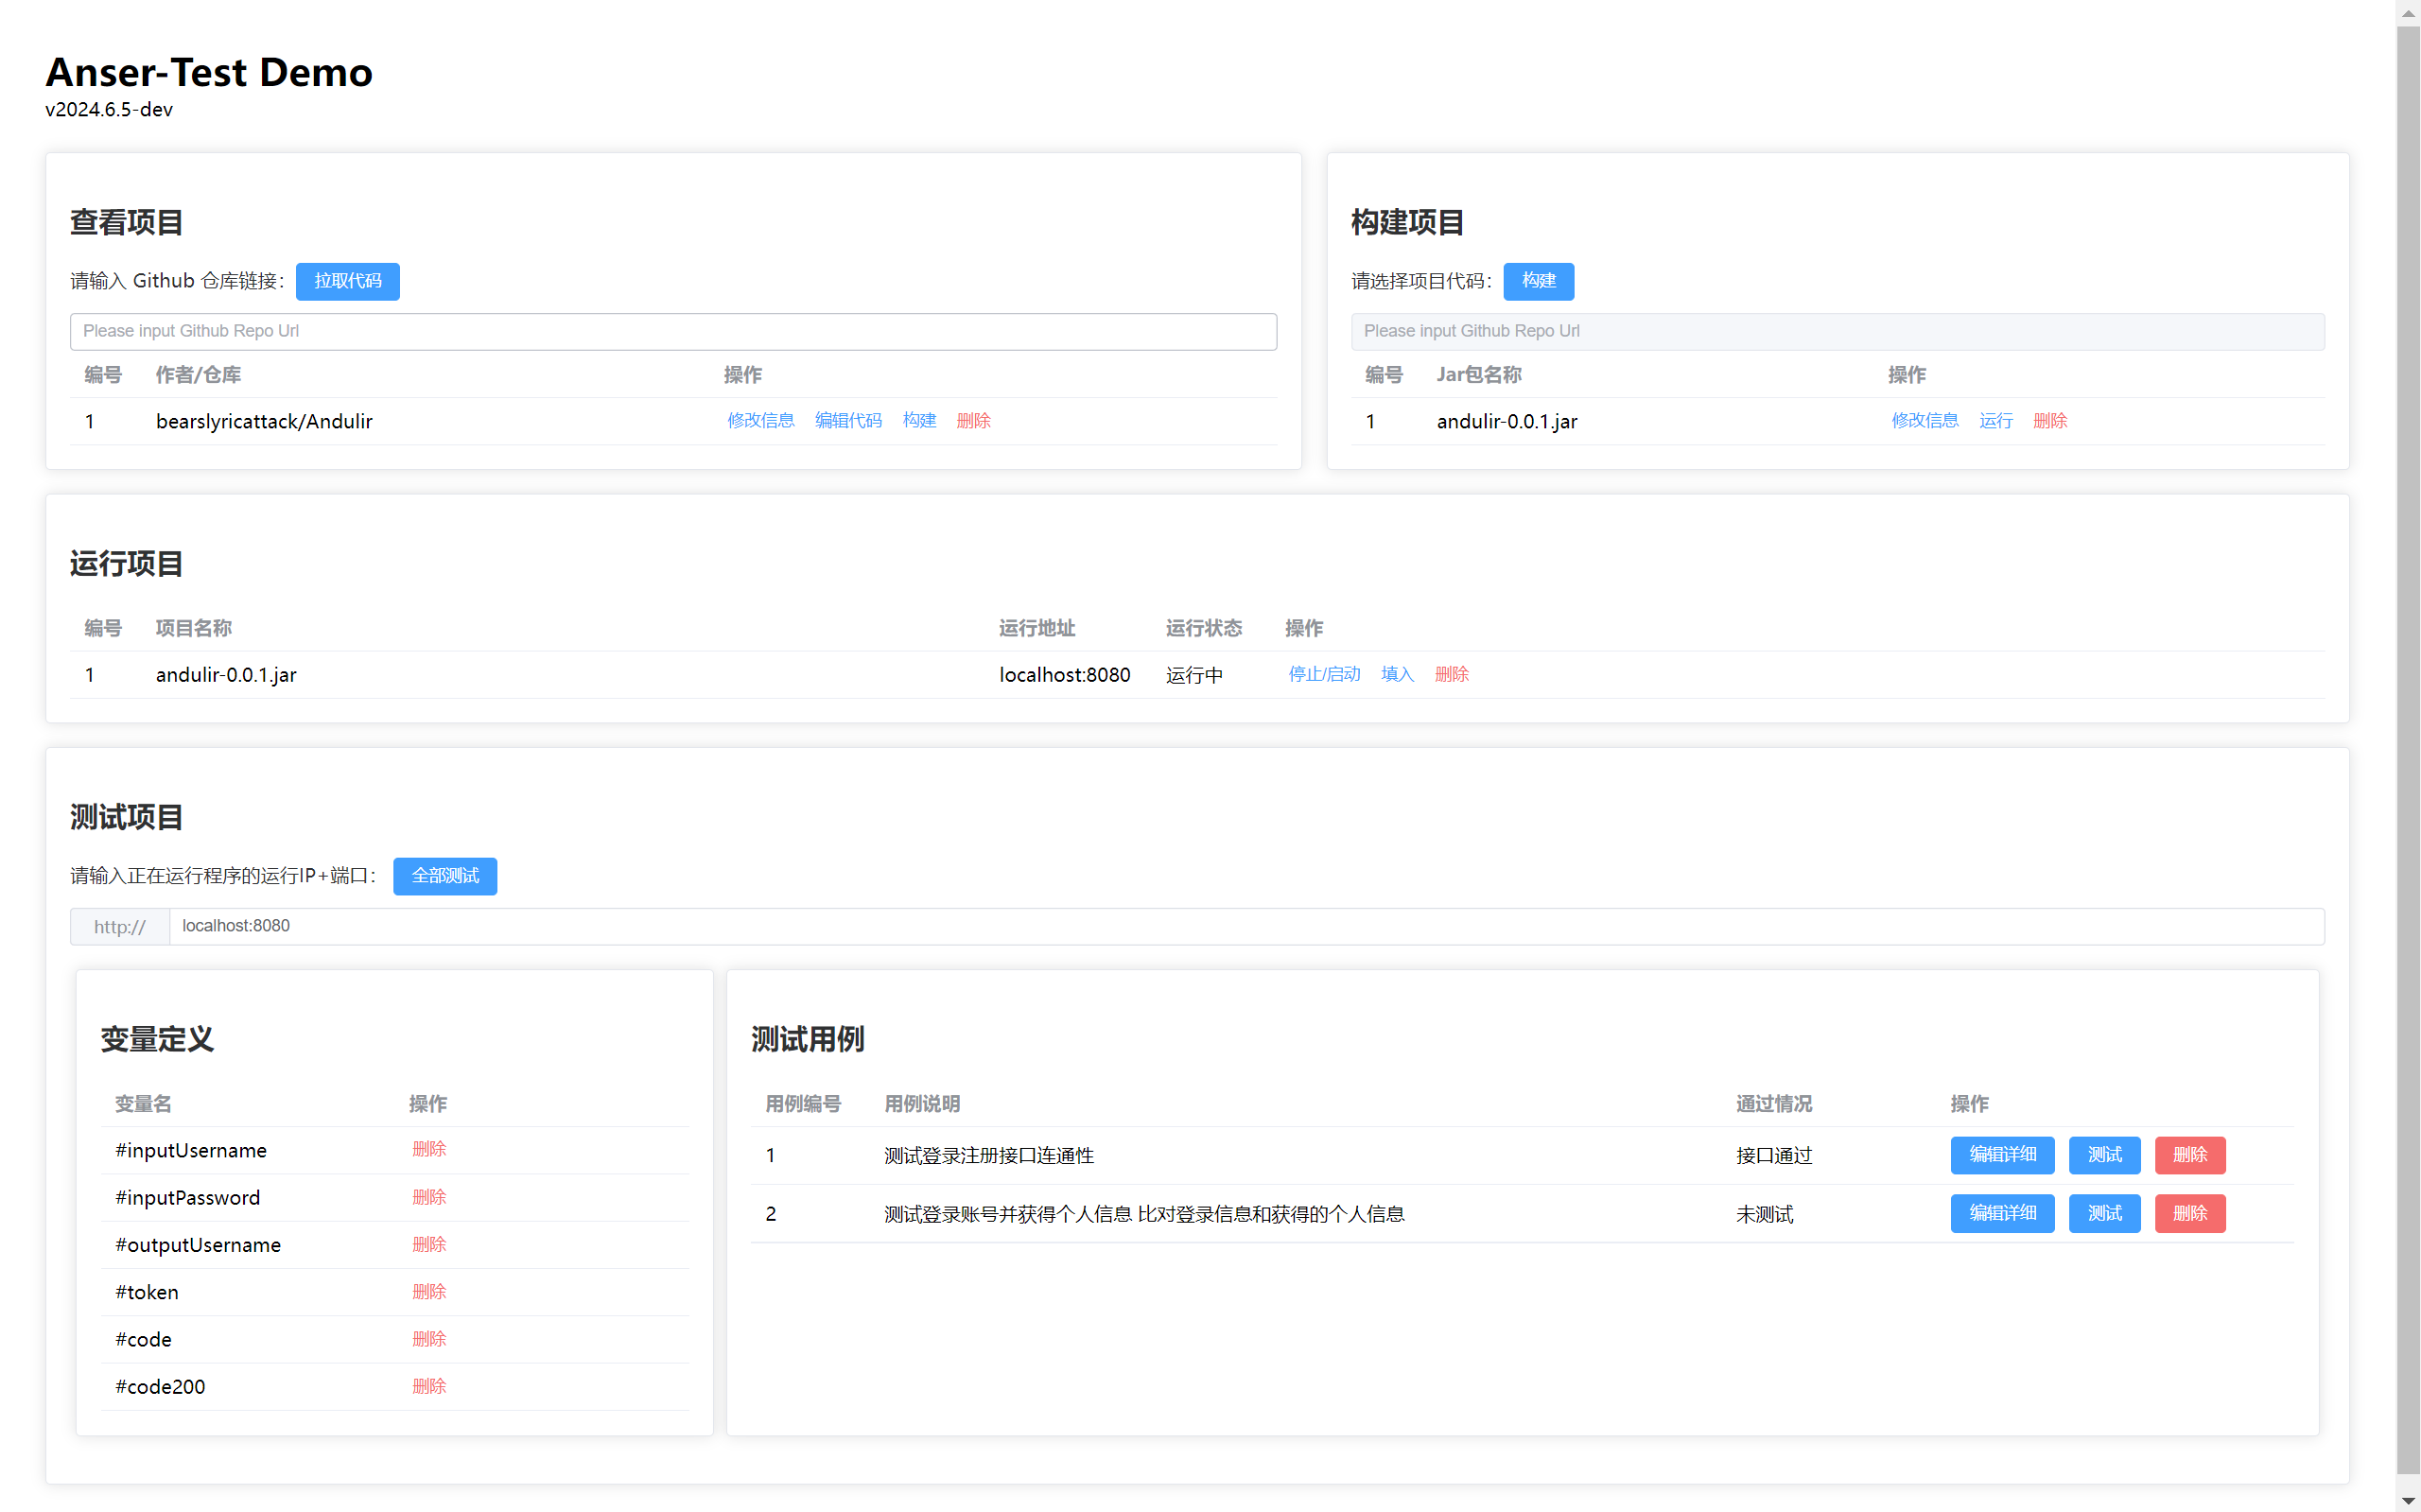 Anser-Test Demo
v2024.6.5-dev
查看项目
请输入 Github 仓库链接： 拉取代码
Please input Github Repo Url
编号 作者/仓库 操作
1 bearslyricattack/Andulir 修改信息 编辑代码 构建 删除
构建项目
请选择项目代码： 构建
Please input Github Repo Url
编号 Jar包名称 操作
1 andulir-0.0.1.jar 修改信息 运行 删除
运行项目
编号 项目名称 运行地址 运行状态 操作
1 andulir-0.0.1.jar localhost:8080 运行中 停止/启动 填入 删除
测试项目
请输入正在运行程序的运行IP+端口： 全部测试
http:// localhost:8080
变量定义
变量名 操作
#inputUsername 删除
#inputPassword 删除
#outputUsername 删除
#token 删除
#code 删除
#code200 删除
测试用例
用例编号 用例说明 通过情况 操作
1 测试登录注册接口连通性 接口通过 编辑详细 测试 删除
2 测试登录账号并获得个人信息 比对登录信息和获得的个人信息 未测试 编辑详细 测试 删除